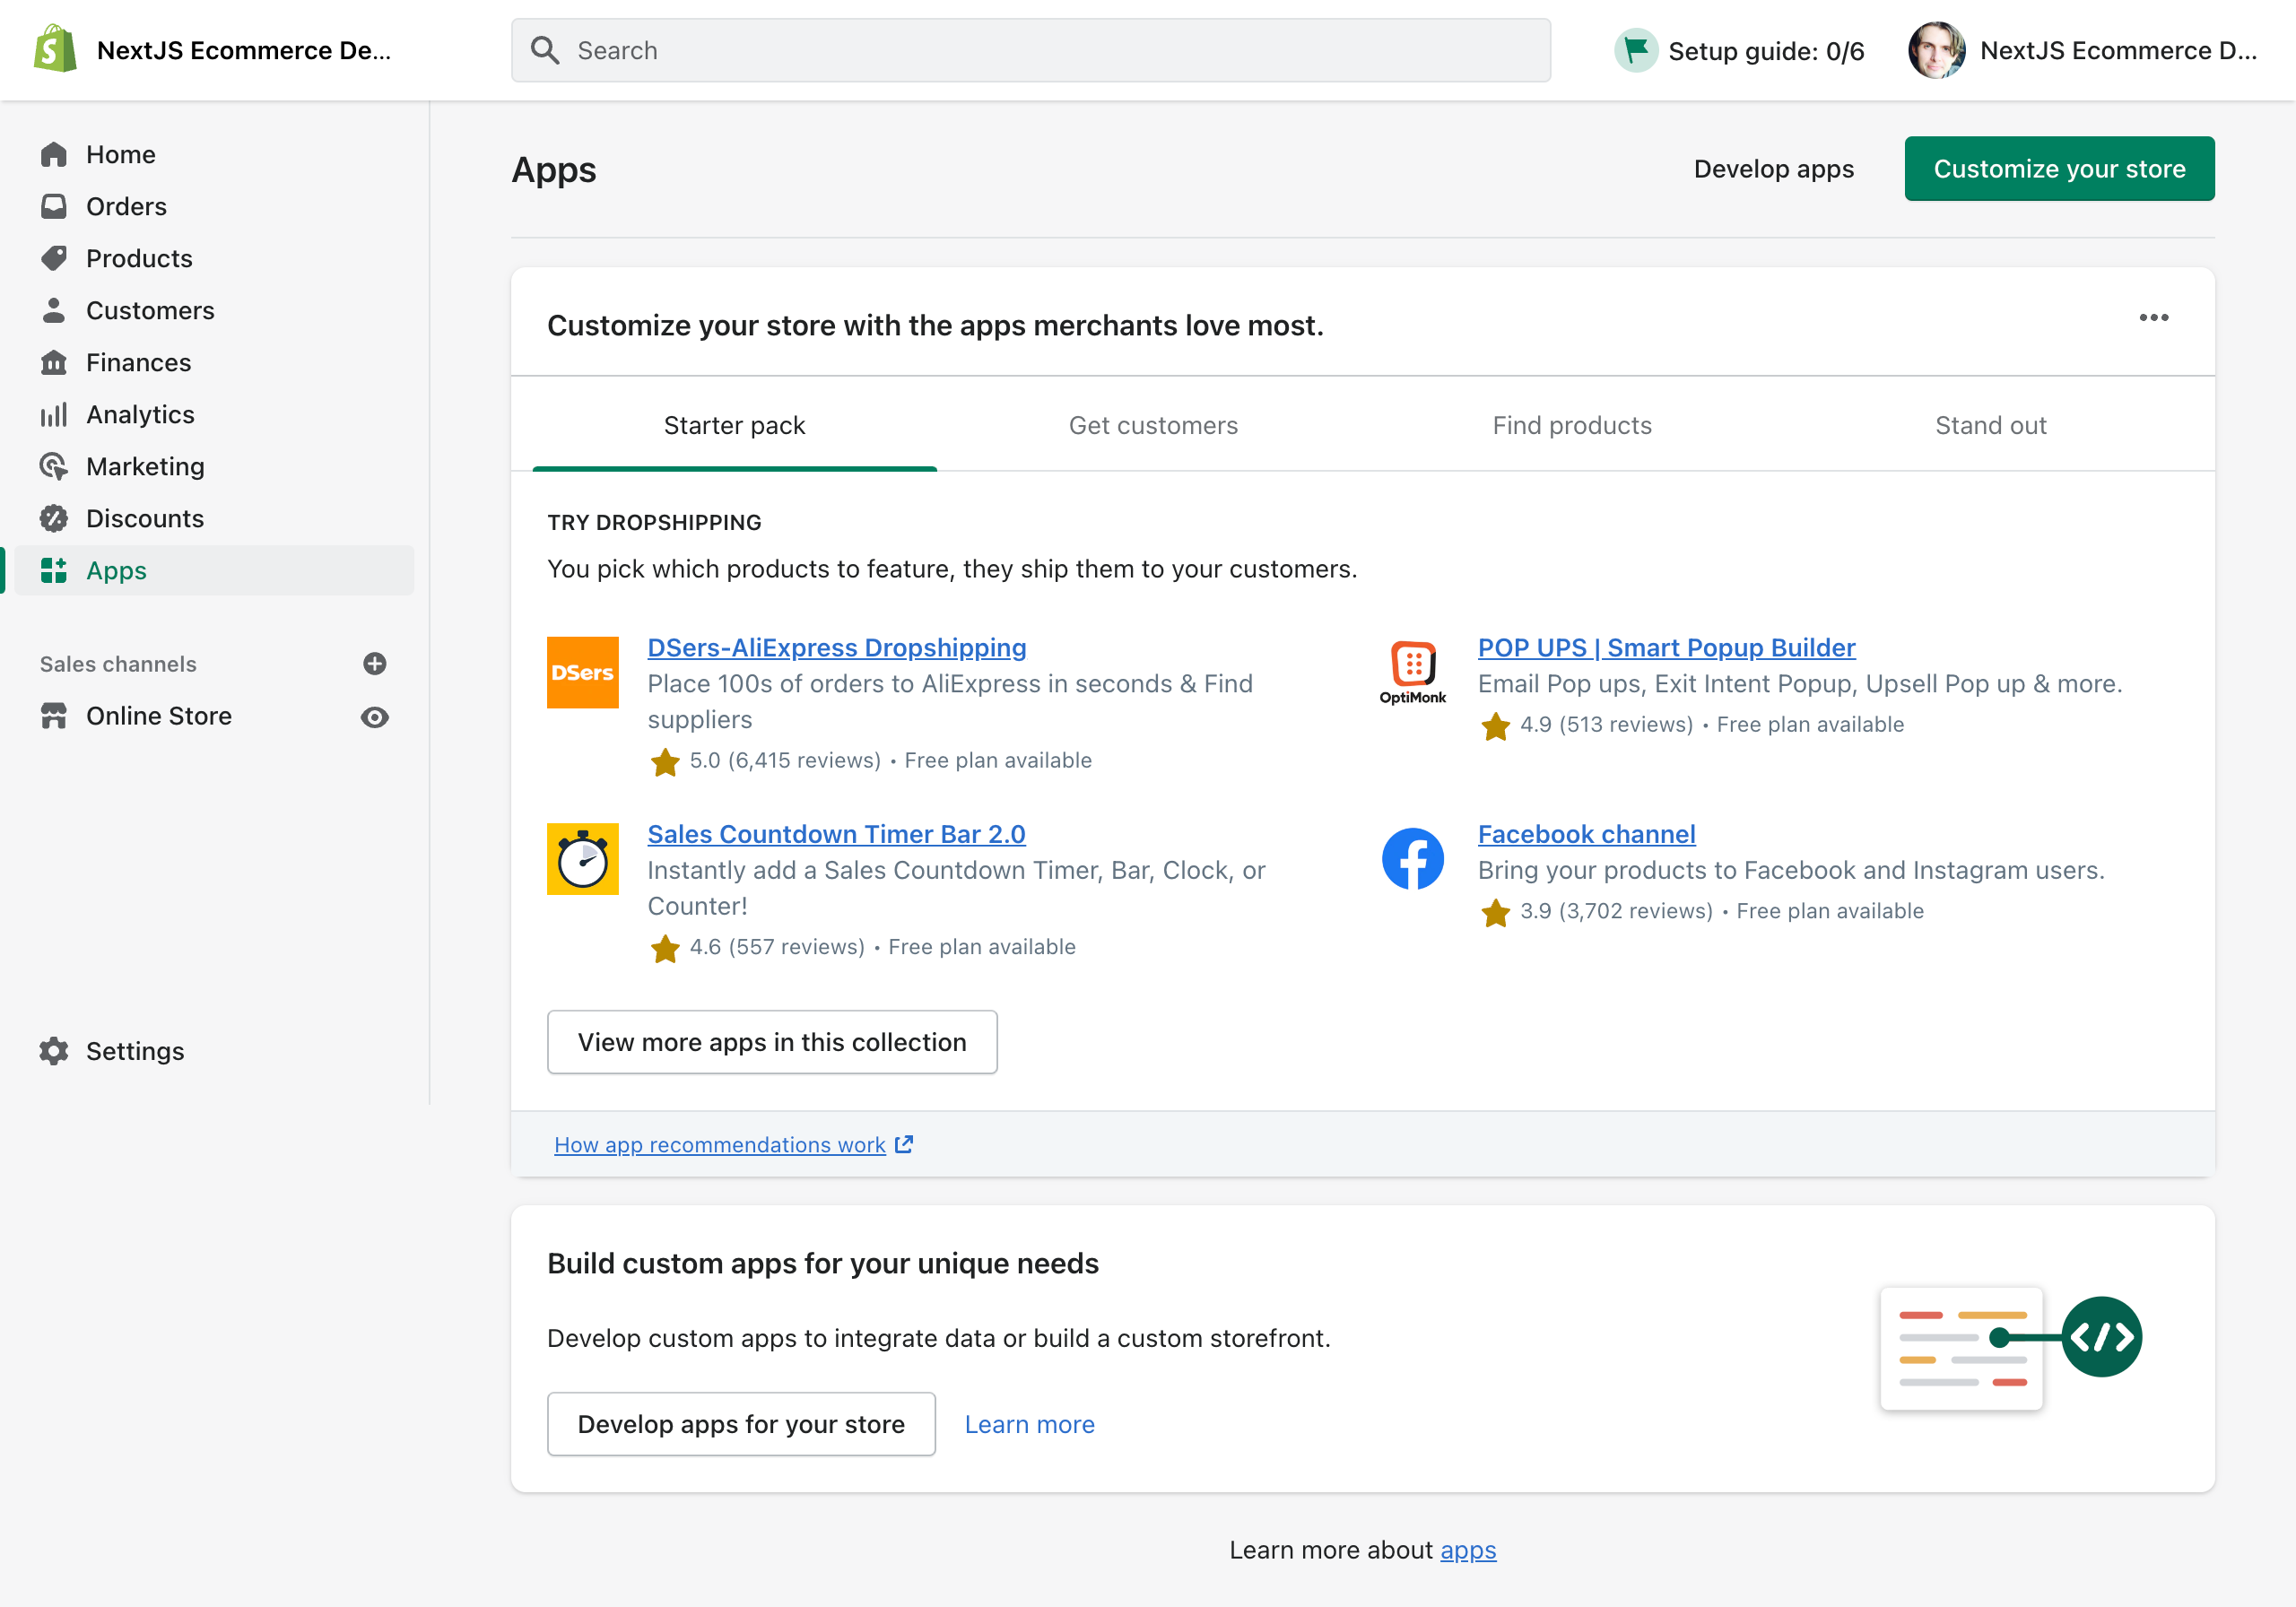 NextJS Ecommerce De...
Search
Setup guide: 0/6
NextJS Ecommerce D...
Home
Orders
Products
Customers
Finances
Analytics
Marketing
Discounts
Apps
Sales channels
Online Store
Settings
Apps
Develop apps
Customize your store
Customize your store with the apps merchants love most.
Starter pack
Get customers
Find products
Stand out
TRY DROPSHIPPING
You pick which products to feature, they ship them to your customers.
DSers
DSers-AliExpress Dropshipping
Place 100s of orders to AliExpress in seconds & Find
suppliers
5.0 (6,415 reviews) • Free plan available
OptiMonk
POP UPS | Smart Popup Builder
Email Pop ups, Exit Intent Popup, Upsell Pop up & more.
4.9 (513 reviews) • Free plan available
Sales Countdown Timer Bar 2.0
Instantly add a Sales Countdown Timer, Bar, Clock, or
Counter!
4.6 (557 reviews) • Free plan available
Facebook channel
Bring your products to Facebook and Instagram users.
3.9 (3,702 reviews) • Free plan available
View more apps in this collection
How app recommendations work
Build custom apps for your unique needs
Develop custom apps to integrate data or build a custom storefront.
Develop apps for your store
Learn more
</>
Learn more about apps